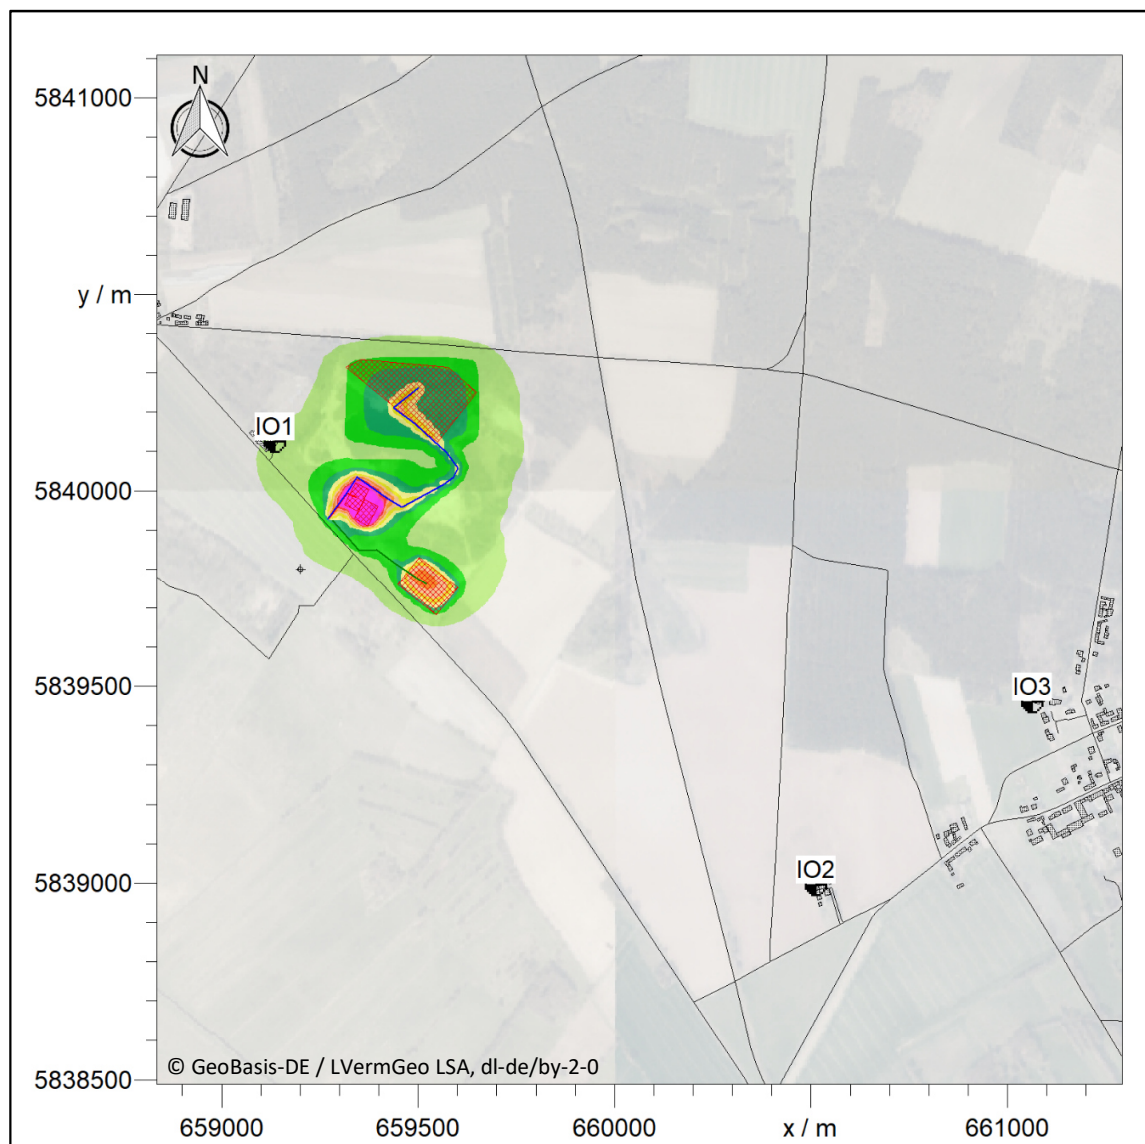 N
5841000
y / m
IO1
5840000
5839500
IO3
IO2
5839000
© GeoBasis-DE / LVermGeo LSA, dl-de/by-2-0
5838500
659000
659500
660000
x / m
661000